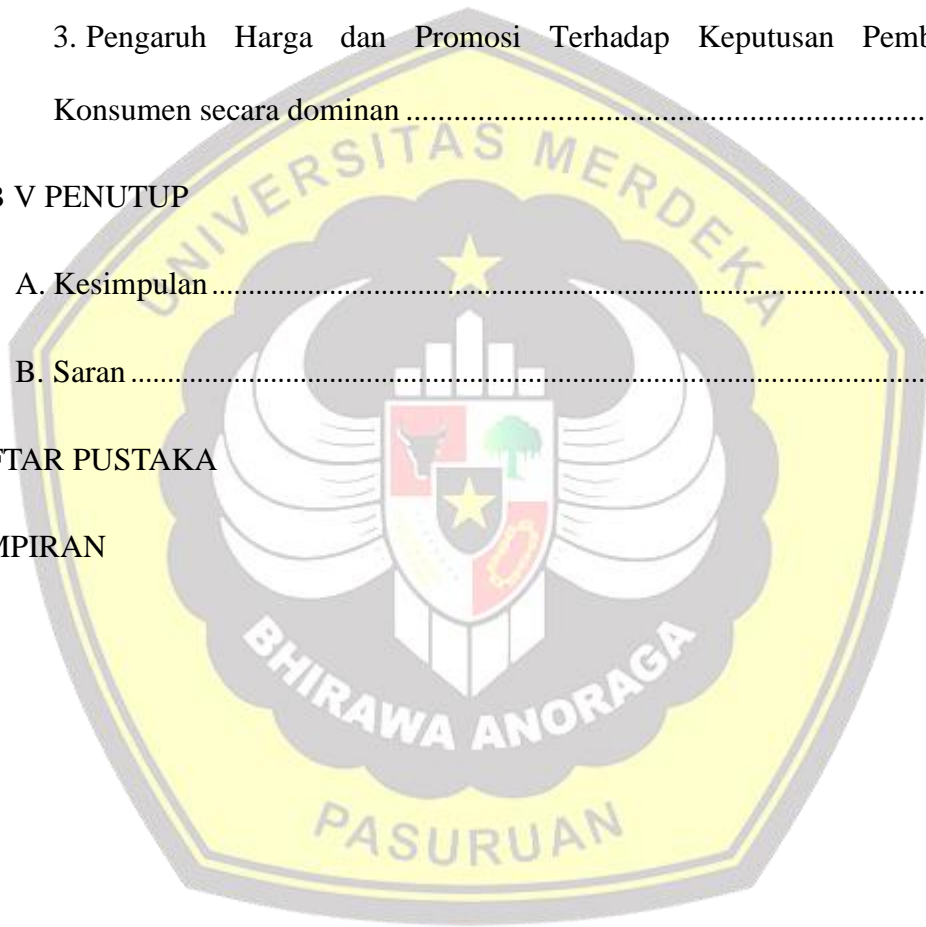 3. Pengaruh Harga dan Promosi Terhadap Keputusan Pemb
Konsumen secara dominan ........................................................................
B V PENUTUP
A. Kesimpulan ................................................................................................
B. Saran ..........................................................................................................
FTAR PUSTAKA
MPIRAN
UNIVERSITAS MERDEKA
BHIRAWA ANORAGA
PASURUAN